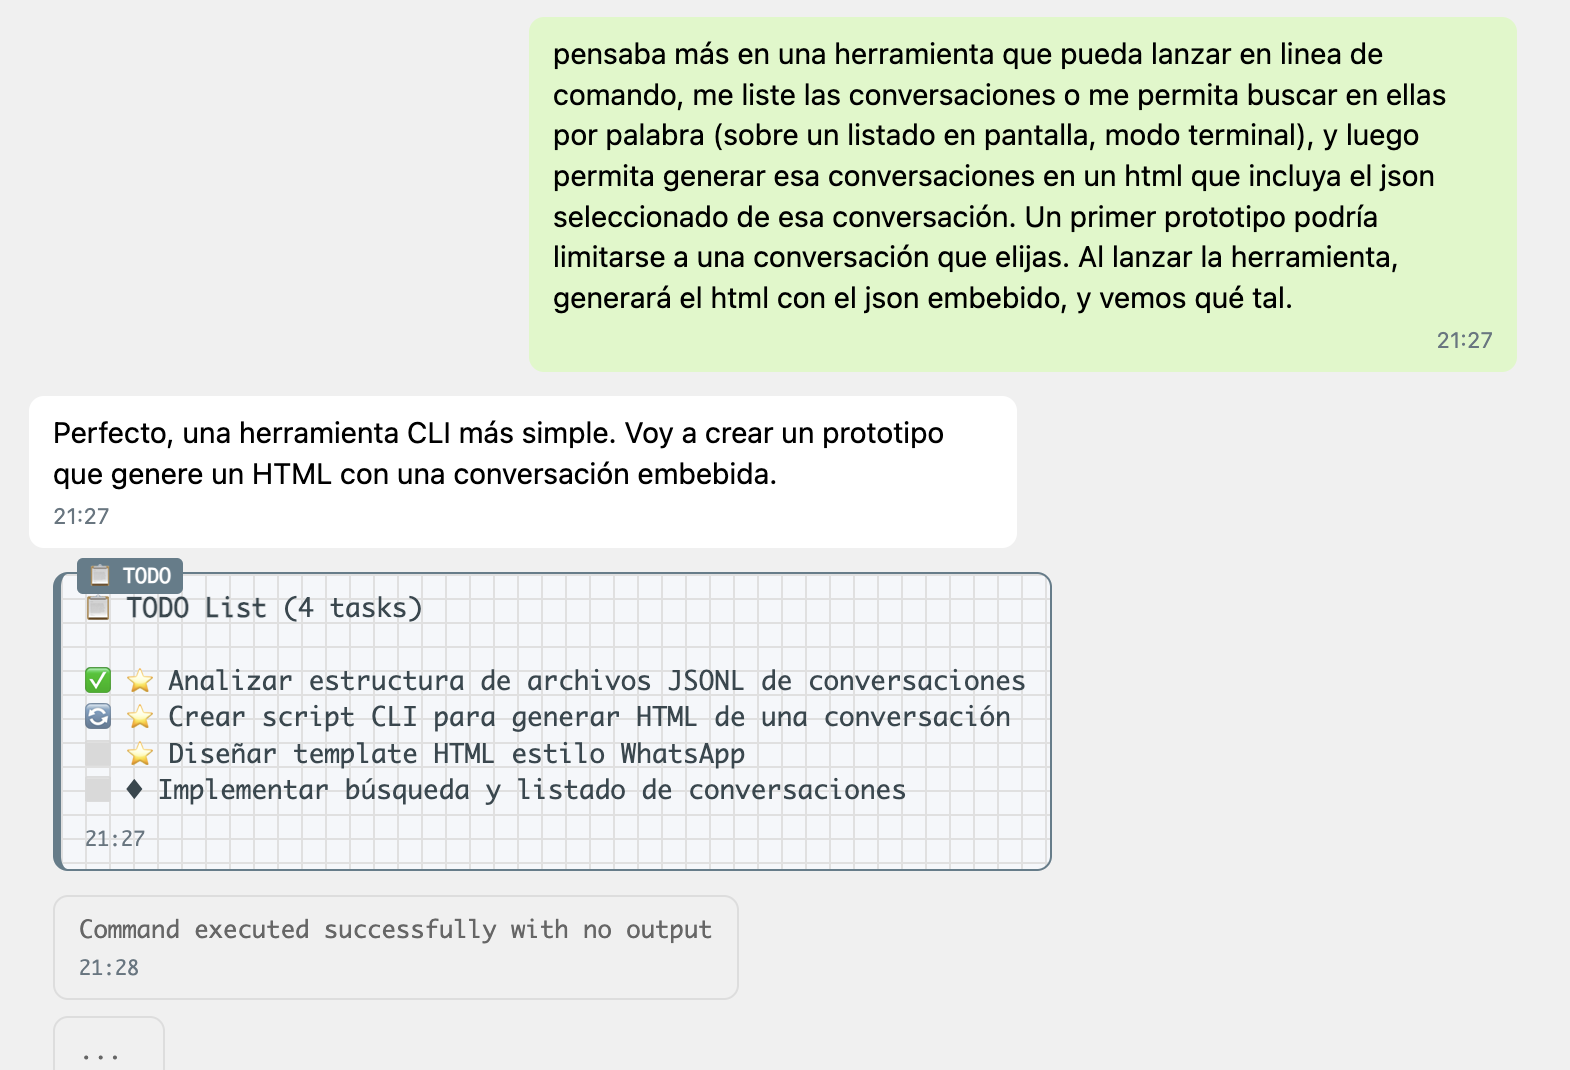 pensaba más en una herramienta que pueda lanzar en linea de
comando, me liste las conversaciones o me permita buscar en ellas
por palabra (sobre un listado en pantalla, modo terminal), y luego
permita generar esa conversaciones en un html que incluya el json
seleccionado de esa conversación. Un primer prototipo podría
limitarse a una conversación que elijas. Al lanzar la herramienta,
generará el html con el json embebido, y vemos qué tal.
21:27
Perfecto, una herramienta CLI más simple. Voy a crear un prototipo
que genere un HTML con una conversación embebida.
21:27
📋 TODO
📋 TODO List (4 tasks)
✅ ⭐ Analizar estructura de archivos JSONL de conversaciones
🔄 ⭐ Crear script CLI para generar HTML de una conversación
⬜ ⭐ Diseñar template HTML estilo WhatsApp
⬜ ♦ Implementar búsqueda y listado de conversaciones
21:27
Command executed successfully with no output
21:28
...